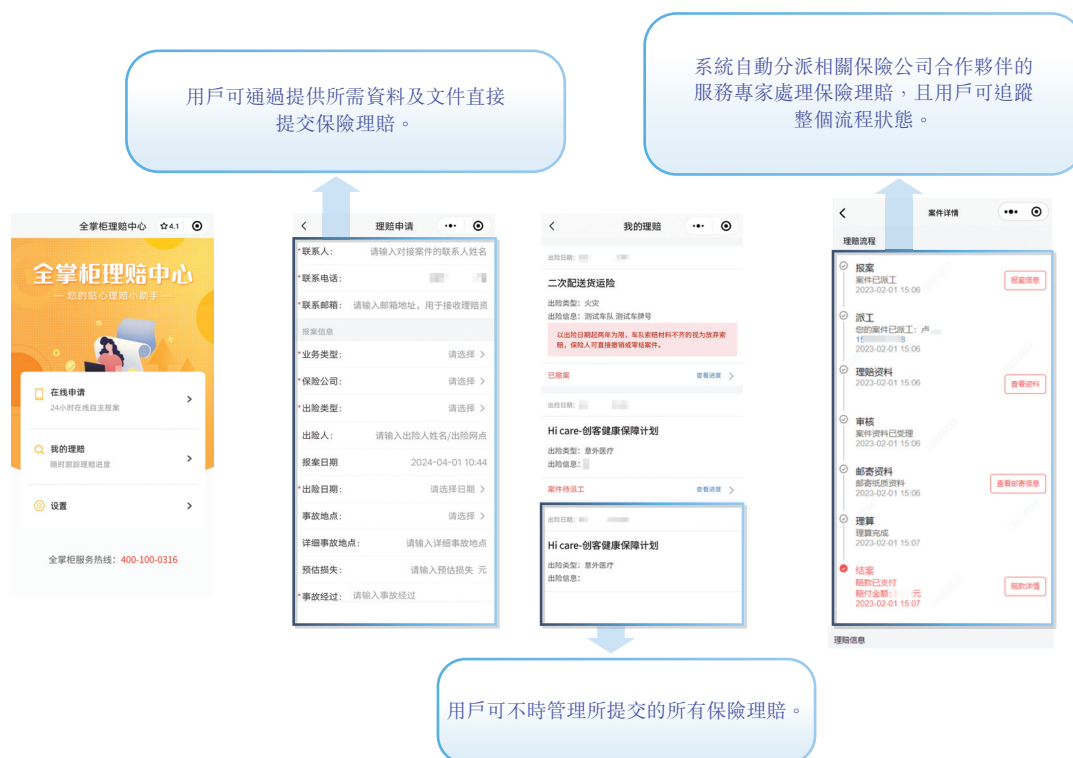 用戶可通過提供所需資料及文件直接
提交保險理賠。
系統自動分派相關保險公司合作夥伴的
服務專家處理保險理賠，且用戶可追蹤
整個流程狀態。
全掌柜理赔中心 ☆4.1
全掌柜理赔中心
— 您的贴心理赔小助手 —
在线申请
24小时在线自主报案
我的理赔
随时跟踪理赔进度
设置
全掌柜服务热线：400-100-0316
理赔申请
*联系人： 请输入对接案件的联系人姓名
*联系电话：
*联系邮箱： 请输入邮箱地址，用于接收理赔资
报案信息
*业务类型： 请选择
*保险公司： 请选择
*出险类型： 请选择
出险人： 请输入出险人姓名/出险网点
报案日期 2024-04-01 10:44
*出险日期： 请选择日期
事故地点： 请选择
详细事故地点： 请输入详细事故地点
预估损失： 请输入预估损失 元
*事故经过： 请输入事故经过
我的理赔
出险日期：
二次配送货运险
出险类型：火灾
出险信息：测试车队 测试车牌号
以出险日期起两年为限，车队索赔材料不齐的视为放弃索
赔，保险人可直接撤销或零结案件。
已撤案 查看进度
出险日期：
Hi care-创客健康保障计划
出险类型：意外医疗
出险信息：
案件待派工 查看进度
出险日期：
Hi care-创客健康保障计划
出险类型：意外医疗
出险信息：
案件详情
理赔流程
报案
案件已派工
2023-02-01 15:06
报案信息
派工
您的案件已派工：卢
2023-02-01 15:06
理赔资料
2023-02-01 15:06
查看资料
审核
案件资料已受理
2023-02-01 15:06
邮寄资料
邮寄纸质资料
2023-02-01 15:06
查看邮寄信息
理算
理算完成
2023-02-01 15:07
结案
赔款已支付
赔付金额： 元
2023-02-01 15:07
赔款详情
理赔信息
用戶可不時管理所提交的所有保險理賠。